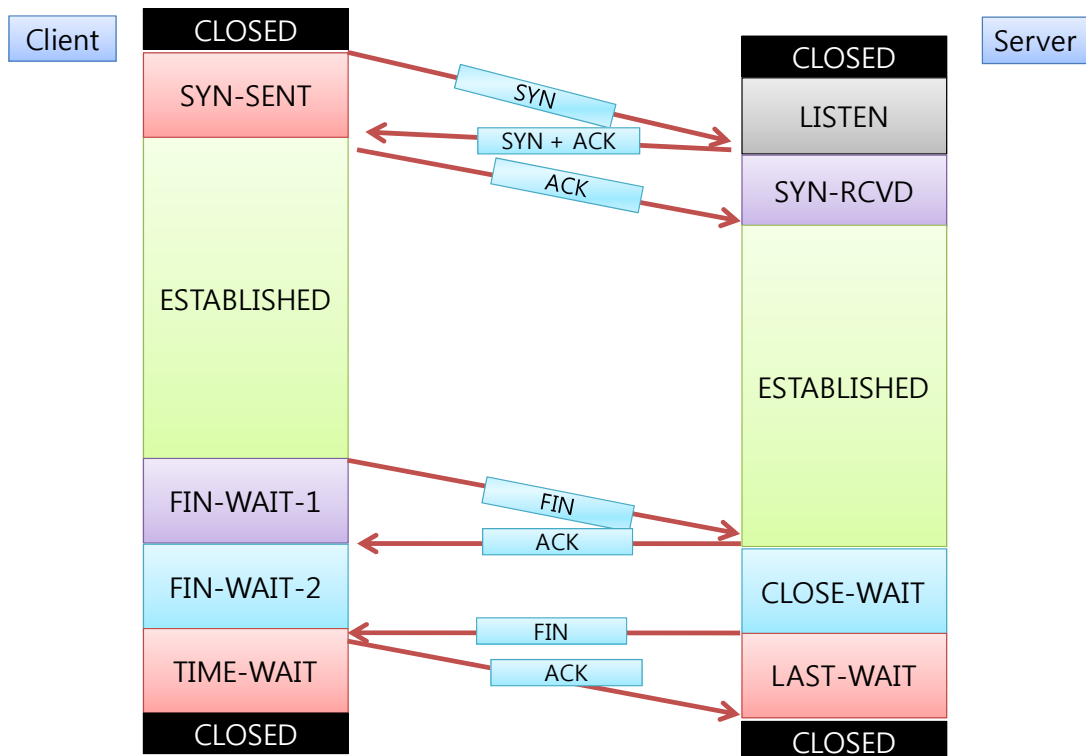 Client
CLOSED
Server
CLOSED
SYN-SENT
SYN
LISTEN
SYN + ACK
ACK
SYN-RCVD
ESTABLISHED
ESTABLISHED
FIN-WAIT-1
FIN
ACK
FIN-WAIT-2
CLOSE-WAIT
FIN
TIME-WAIT
ACK
LAST-WAIT
CLOSED
CLOSED